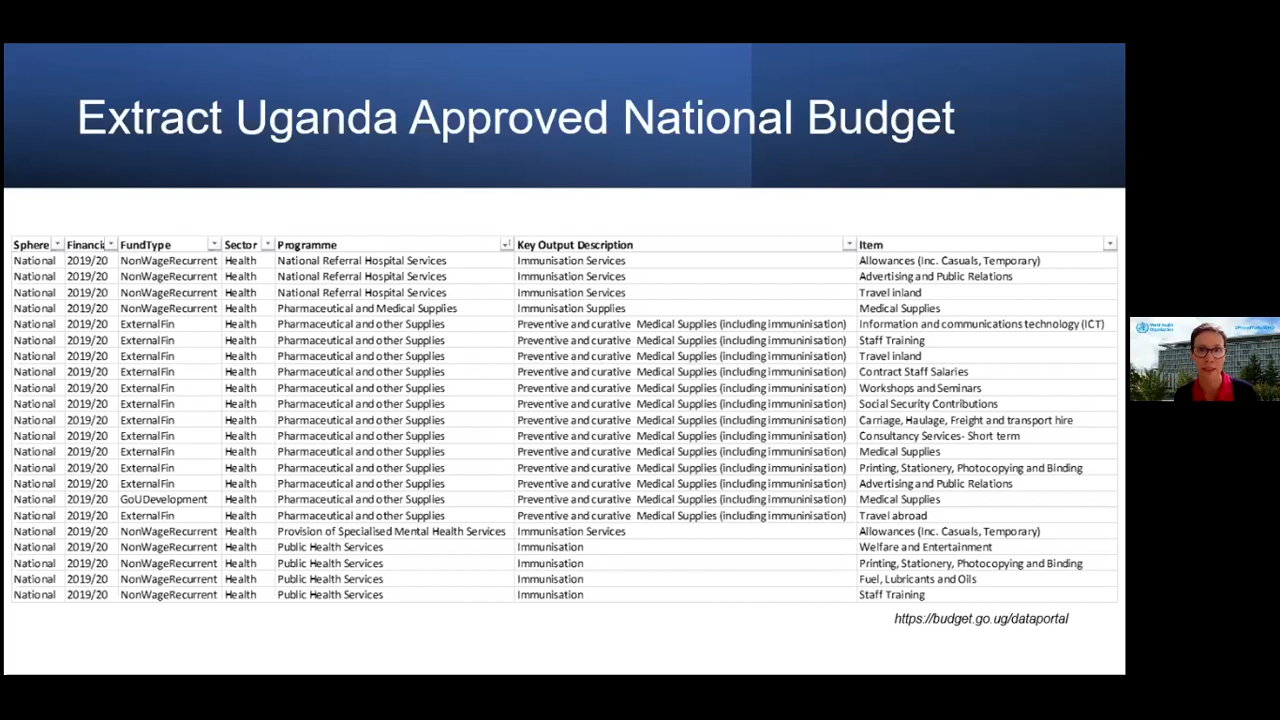 Extract Uganda Approved National Budget
Sphere Financia FundType Sector Programme Key Output Description Item
National 2019/20 NonWageRecurrent Health National Referral Hospital Services Immunisation Services Allowances (Inc. Casuals, Temporary)
National 2019/20 NonWageRecurrent Health National Referral Hospital Services Immunisation Services Advertising and Public Relations
National 2019/20 NonWageRecurrent Health National Referral Hospital Services Immunisation Services Travel inland
National 2019/20 NonWageRecurrent Health Pharmaceutical and Medical Supplies Immunisation Supplies Medical Supplies
National 2019/20 ExternalFin Health Pharmaceutical and other Supplies Preventive and curative Medical Supplies (including immuninisation) Information and communications technology (ICT)
National 2019/20 ExternalFin Health Pharmaceutical and other Supplies Preventive and curative Medical Supplies (including immuninisation) Staff Training
National 2019/20 ExternalFin Health Pharmaceutical and other Supplies Preventive and curative Medical Supplies (including immuninisation) Travel inland
National 2019/20 ExternalFin Health Pharmaceutical and other Supplies Preventive and curative Medical Supplies (including immuninisation) Contract Staff Salaries
National 2019/20 ExternalFin Health Pharmaceutical and other Supplies Preventive and curative Medical Supplies (including immuninisation) Workshops and Seminars
National 2019/20 ExternalFin Health Pharmaceutical and other Supplies Preventive and curative Medical Supplies (including immuninisation) Social Security Contributions
National 2019/20 ExternalFin Health Pharmaceutical and other Supplies Preventive and curative Medical Supplies (including immuninisation) Carriage, Haulage, Freight and transport hire
National 2019/20 ExternalFin Health Pharmaceutical and other Supplies Preventive and curative Medical Supplies (including immuninisation) Consultancy Services- Short term
National 2019/20 ExternalFin Health Pharmaceutical and other Supplies Preventive and curative Medical Supplies (including immuninisation) Medical Supplies
National 2019/20 ExternalFin Health Pharmaceutical and other Supplies Preventive and curative Medical Supplies (including immuninisation) Printing, Stationery, Photocopying and Binding
National 2019/20 ExternalFin Health Pharmaceutical and other Supplies Preventive and curative Medical Supplies (including immuninisation) Advertising and Public Relations
National 2019/20 GoUDevelopment Health Pharmaceutical and other Supplies Preventive and curative Medical Supplies (including immuninisation) Medical Supplies
National 2019/20 ExternalFin Health Pharmaceutical and other Supplies Preventive and curative Medical Supplies (including immuninisation) Travel abroad
National 2019/20 NonWageRecurrent Health Provision of Specialised Mental Health Services Immunisation Services Allowances (Inc. Casuals, Temporary)
National 2019/20 NonWageRecurrent Health Public Health Services Immunisation Welfare and Entertainment
National 2019/20 NonWageRecurrent Health Public Health Services Immunisation Printing, Stationery, Photocopying and Binding
National 2019/20 NonWageRecurrent Health Public Health Services Immunisation Fuel, Lubricants and Oils
National 2019/20 NonWageRecurrent Health Public Health Services Immunisation Staff Training
https://budget.go.ug/dataportal
World Health
Organization